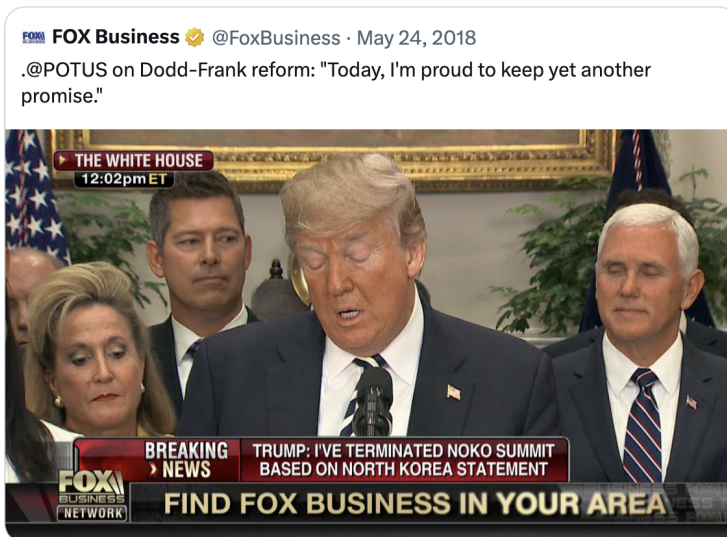 FOX Business @FoxBusiness · May 24, 2018
.@POTUS on Dodd-Frank reform: "Today, I'm proud to keep yet another
promise."
THE WHITE HOUSE
12:02pm ET
BREAKING
NEWS
TRUMP: I'VE TERMINATED NOKO SUMMIT
BASED ON NORTH KOREA STATEMENT
FOX
BUSINESS
NETWORK
FIND FOX BUSINESS IN YOUR AREA